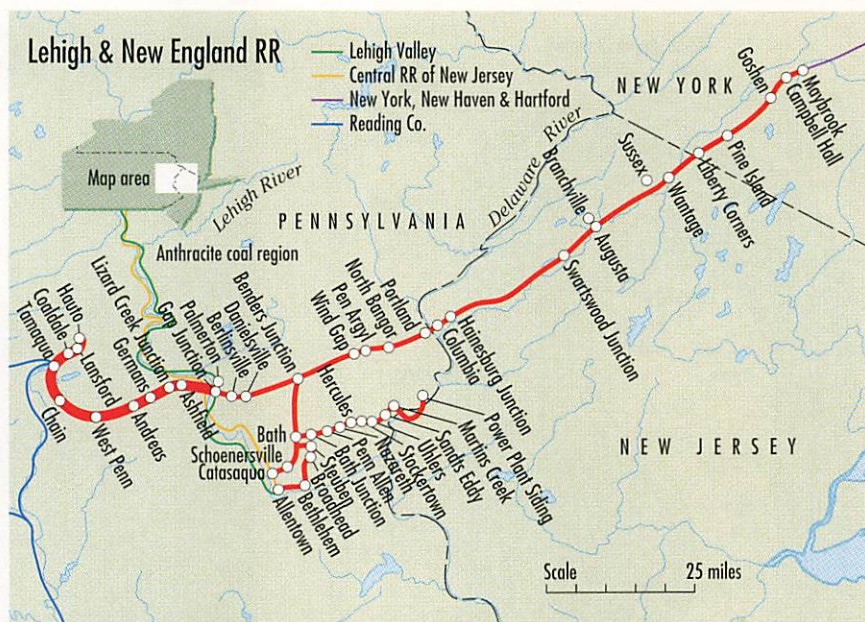 Lehigh & New England RR
Lehigh Valley
Central RR of New Jersey
New York, New Haven & Hartford
Reading Co.
Map area
Lehigh River
Delaware River
NEW YORK
PENNSYLVANIA
NEW JERSEY
Anthracite coal region
Hauto
Coaldale
Tamaqua
Lansford
Chain
West Penn
Andreas
Germans
Lizard Creek Junction
Ashfield
Gap Junction
Palmerton
Berlinsville
Danielsville
Benders Junction
Wind Gap
Pen Argyl
North Bangor
Portland
Columbia
Hainesburg Junction
Swartswood Junction
Augusta
Branchville
Sussex
Wantage
Liberty Corners
Pine Island
Goshen
Campbell Hall
Maybrook
Bath
Schoenersville
Catasaqua
Allentown
Bethlehem
Broadhead
Steuben
Bath Junction
Penn Allen
Nazareth
Hercules
Stockertown
Uhlers
Sands Eddy
Martins Creek
Power Plant Siding
Scale 25 miles